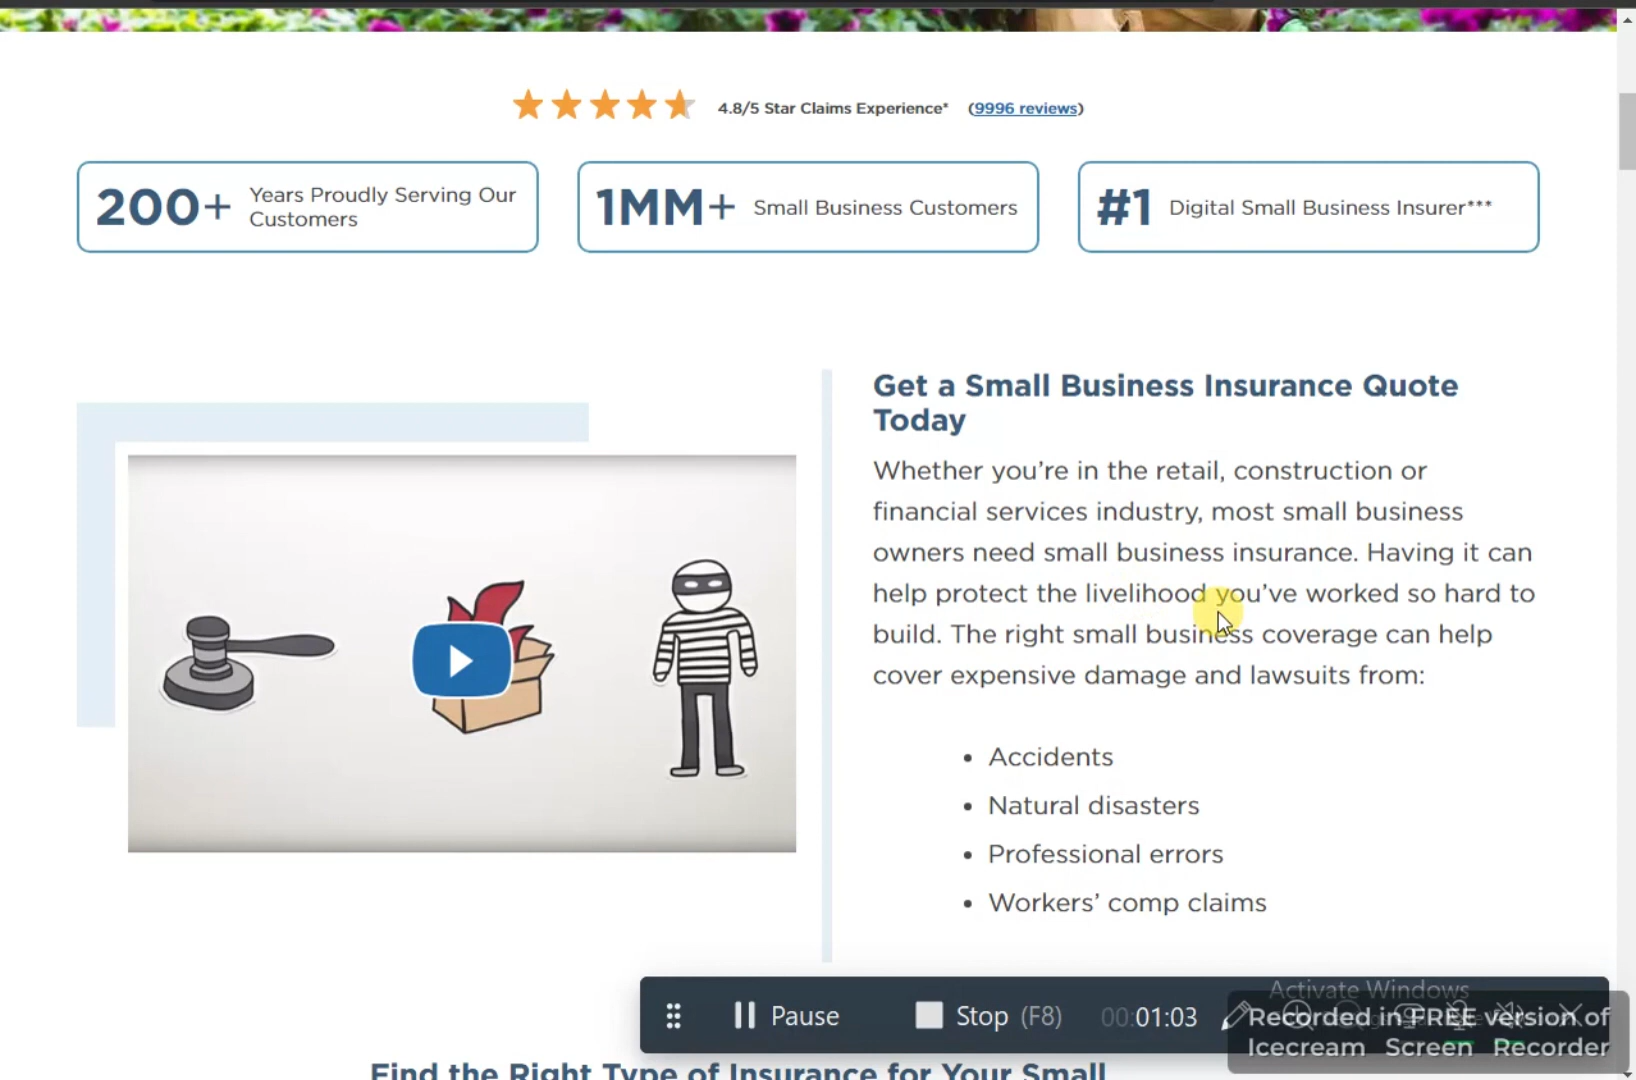 4.8/5 Star Claims Experience* (9996 reviews)
200+ Years Proudly Serving Our
Customers
1MM+ Small Business Customers
#1 Digital Small Business Insurer***
Get a Small Business Insurance Quote
Today
Whether you’re in the retail, construction or
financial services industry, most small business
owners need small business insurance. Having it can
help protect the livelihood you’ve worked so hard to
build. The right small business coverage can help
cover expensive damage and lawsuits from:
• Accidents
• Natural disasters
• Professional errors
• Workers’ comp claims
Activate Windows
Pause Stop (F8) 00:01:03
Recorded in FREE version of
Icecream Screen Recorder
Find the Right Type of Insurance for Your Small